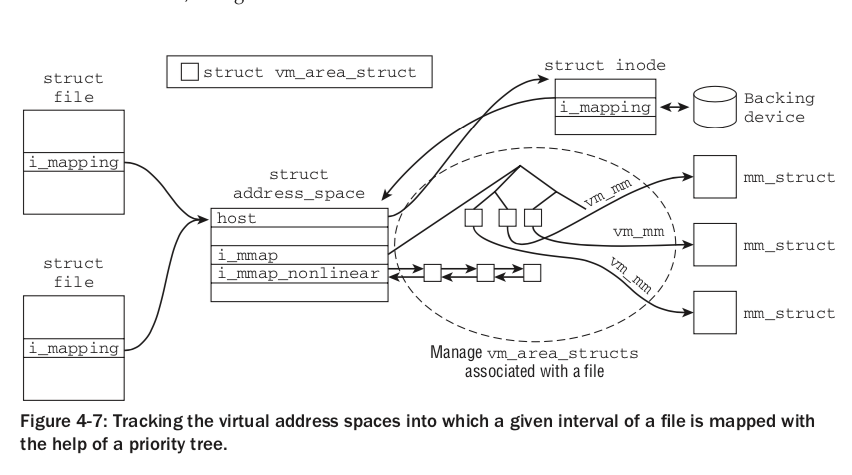 struct vm_area_struct
struct inode
struct
file
i_mapping
Backing
device
i_mapping
struct
address_space
vm_mm
mm_struct
host
i_mmap
vm_mm
mm_struct
i_mmap_nonlinear
struct
file
vm_mm
mm_struct
i_mapping
Manage vm_area_structs
associated with a file
Figure 4-7: Tracking the virtual address spaces into which a given interval of a file is mapped with
the help of a priority tree.